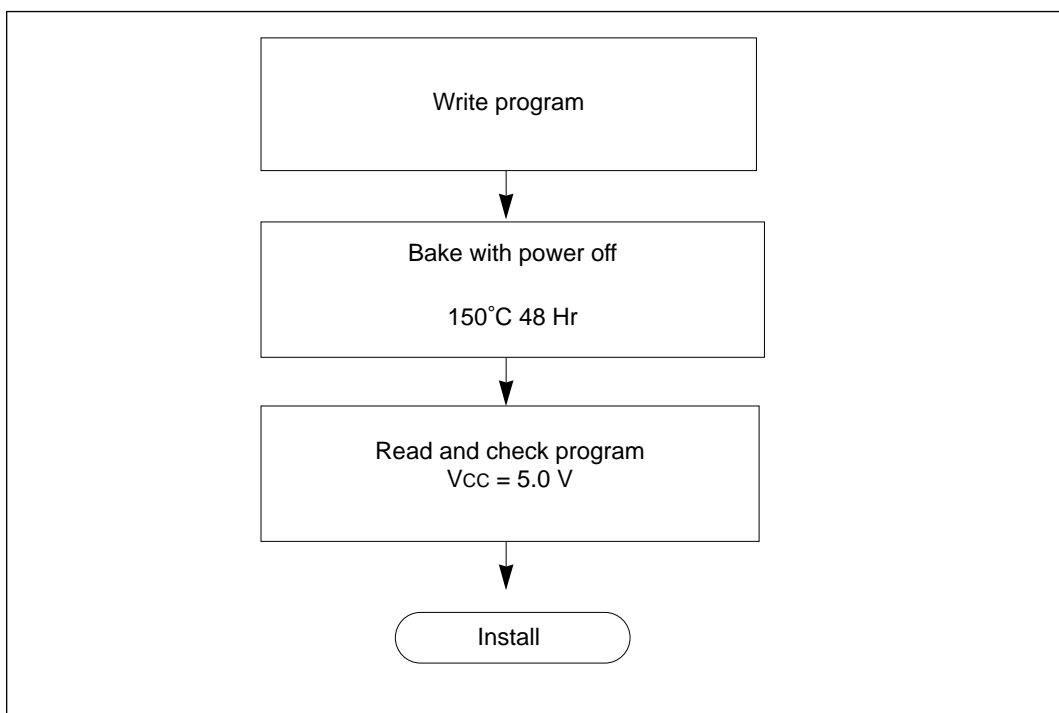 Write program
Bake with power off
150°C 48 Hr
Read and check program
VCC = 5.0 V
Install